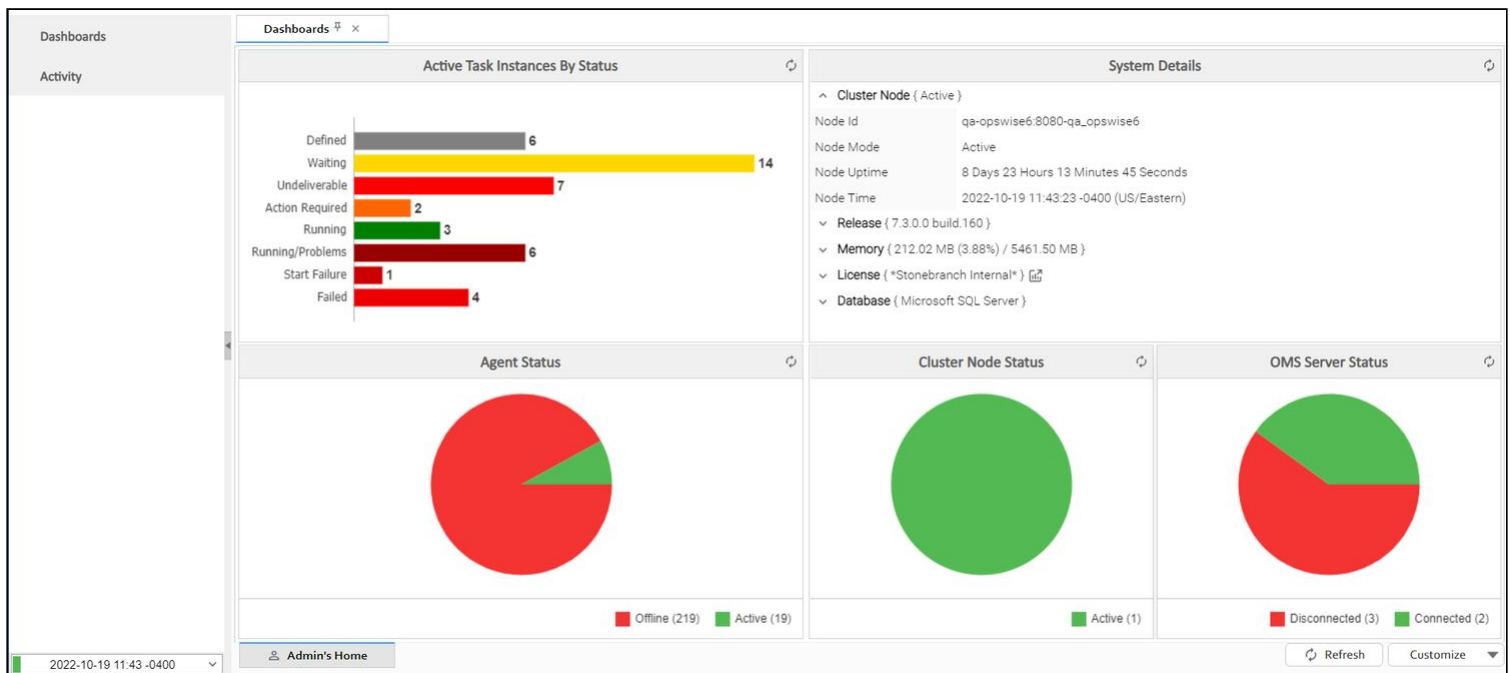 Dashboards
Activity
Dashboards
Active Task Instances By Status
Defined 6
Waiting 14
Undeliverable 7
Action Required 2
Running 3
Running/Problems 6
Start Failure 1
Failed 4
System Details
Cluster Node { Active }
Node Id qa-opswise6:8080-qa_opswise6
Node Mode Active
Node Uptime 8 Days 23 Hours 13 Minutes 45 Seconds
Node Time 2022-10-19 11:43:23 -0400 (US/Eastern)
Release { 7.3.0.0 build.160 }
Memory { 212.02 MB (3.88%) / 5461.50 MB }
License { *Stonebranch Internal* }
Database { Microsoft SQL Server }
Agent Status
Offline (219) Active (19)
Cluster Node Status
Active (1)
OMS Server Status
Disconnected (3) Connected (2)
2022-10-19 11:43 -0400
Admin's Home
Refresh
Customize